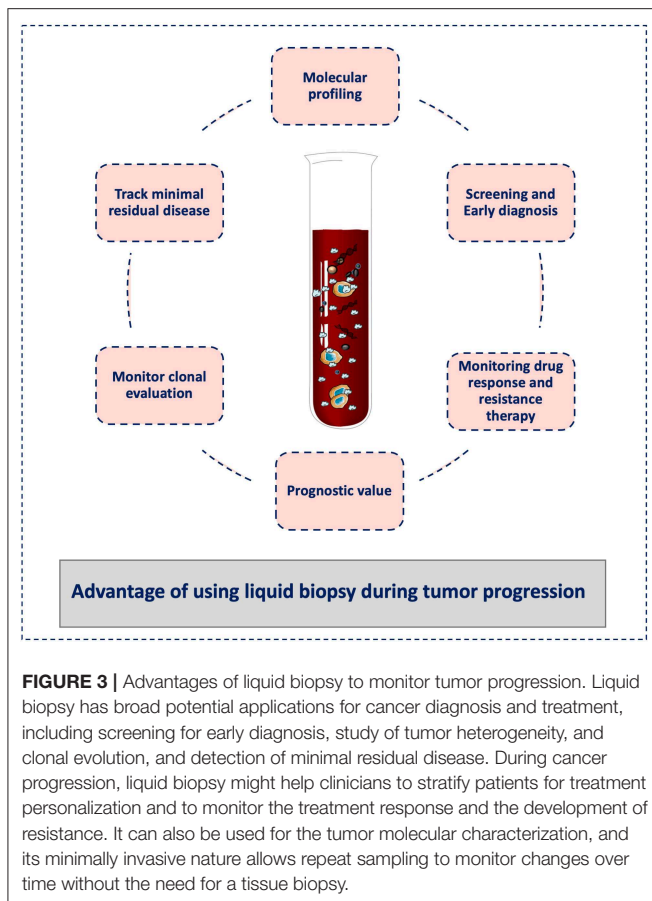 Molecular
profiling
Track minimal
residual disease
Screening and
Early diagnosis
Monitor clonal
evaluation
Monitoring drug
response and
resistance
therapy
Prognostic value
Advantage of using liquid biopsy during tumor progression
FIGURE 3 | Advantages of liquid biopsy to monitor tumor progression. Liquid
biopsy has broad potential applications for cancer diagnosis and treatment,
including screening for early diagnosis, study of tumor heterogeneity, and
clonal evolution, and detection of minimal residual disease. During cancer
progression, liquid biopsy might help clinicians to stratify patients for treatment
personalization and to monitor the treatment response and the development of
resistance. It can also be used for the tumor molecular characterization, and
its minimally invasive nature allows repeat sampling to monitor changes over
time without the need for a tissue biopsy.